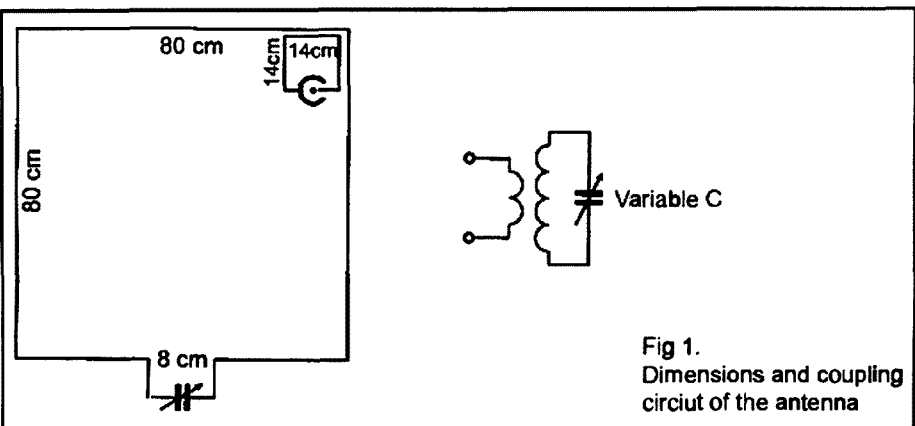 80 cm
14cm
14cm
80 cm
8 cm
Variable C
Fig 1.
Dimensions and coupling
circiut of the antenna